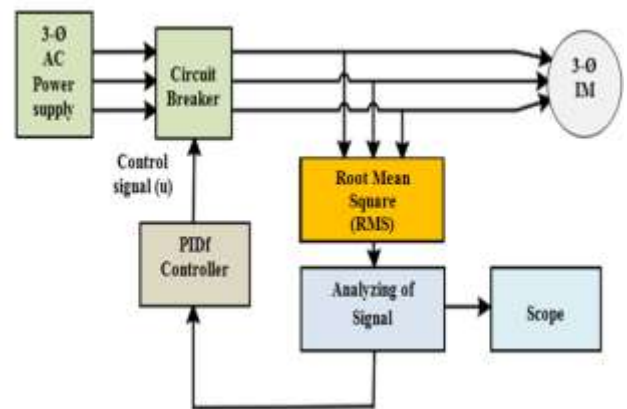 3-Ø
AC
Power
supply
Circuit
Breaker
3-Ø
IM
Control
signal (u)
Root Mean
Square
(RMS)
PIDf
Controller
Analyzing of
Signal
Scope